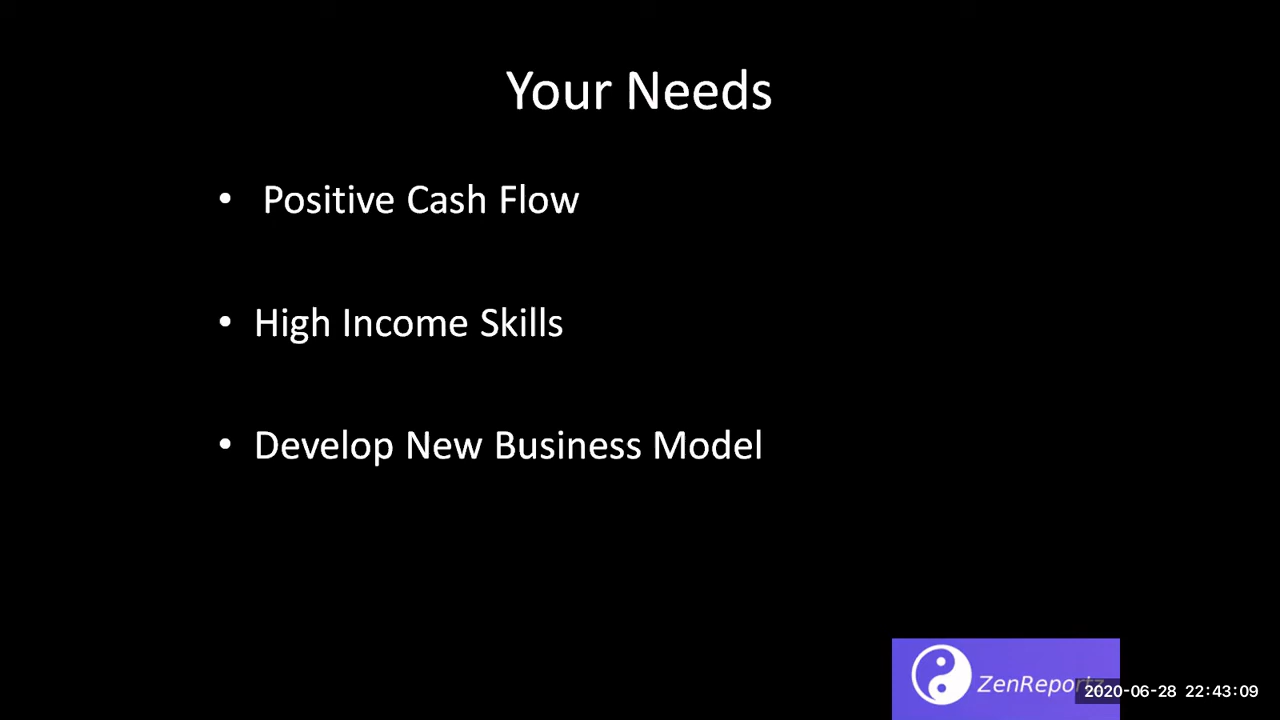 Your Needs
• Positive Cash Flow
• High Income Skills
• Develop New Business Model
ZenReportz
2020-06-28 22:43:09